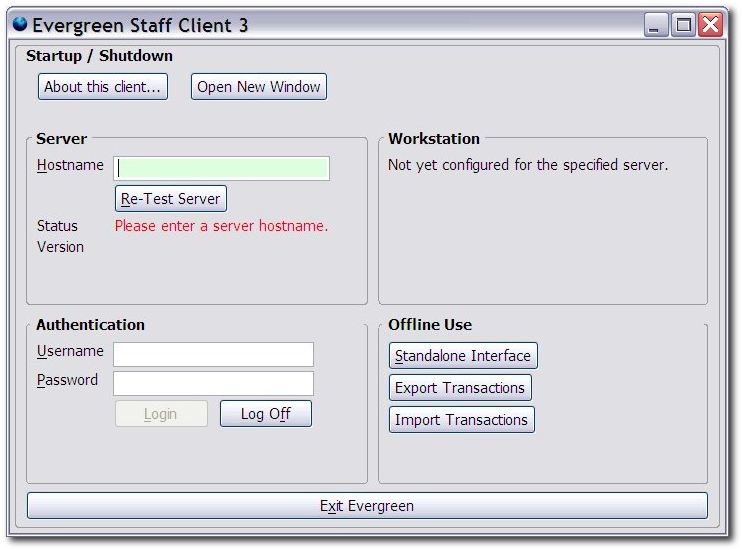 Evergreen Staff Client 3
Startup / Shutdown
About this client...
Open New Window
Server
Hostname
Re-Test Server
Status Please enter a server hostname.
Version
Workstation
Not yet configured for the specified server.
Authentication
Username
Password
Login
Log Off
Offline Use
Standalone Interface
Export Transactions
Import Transactions
Exit Evergreen